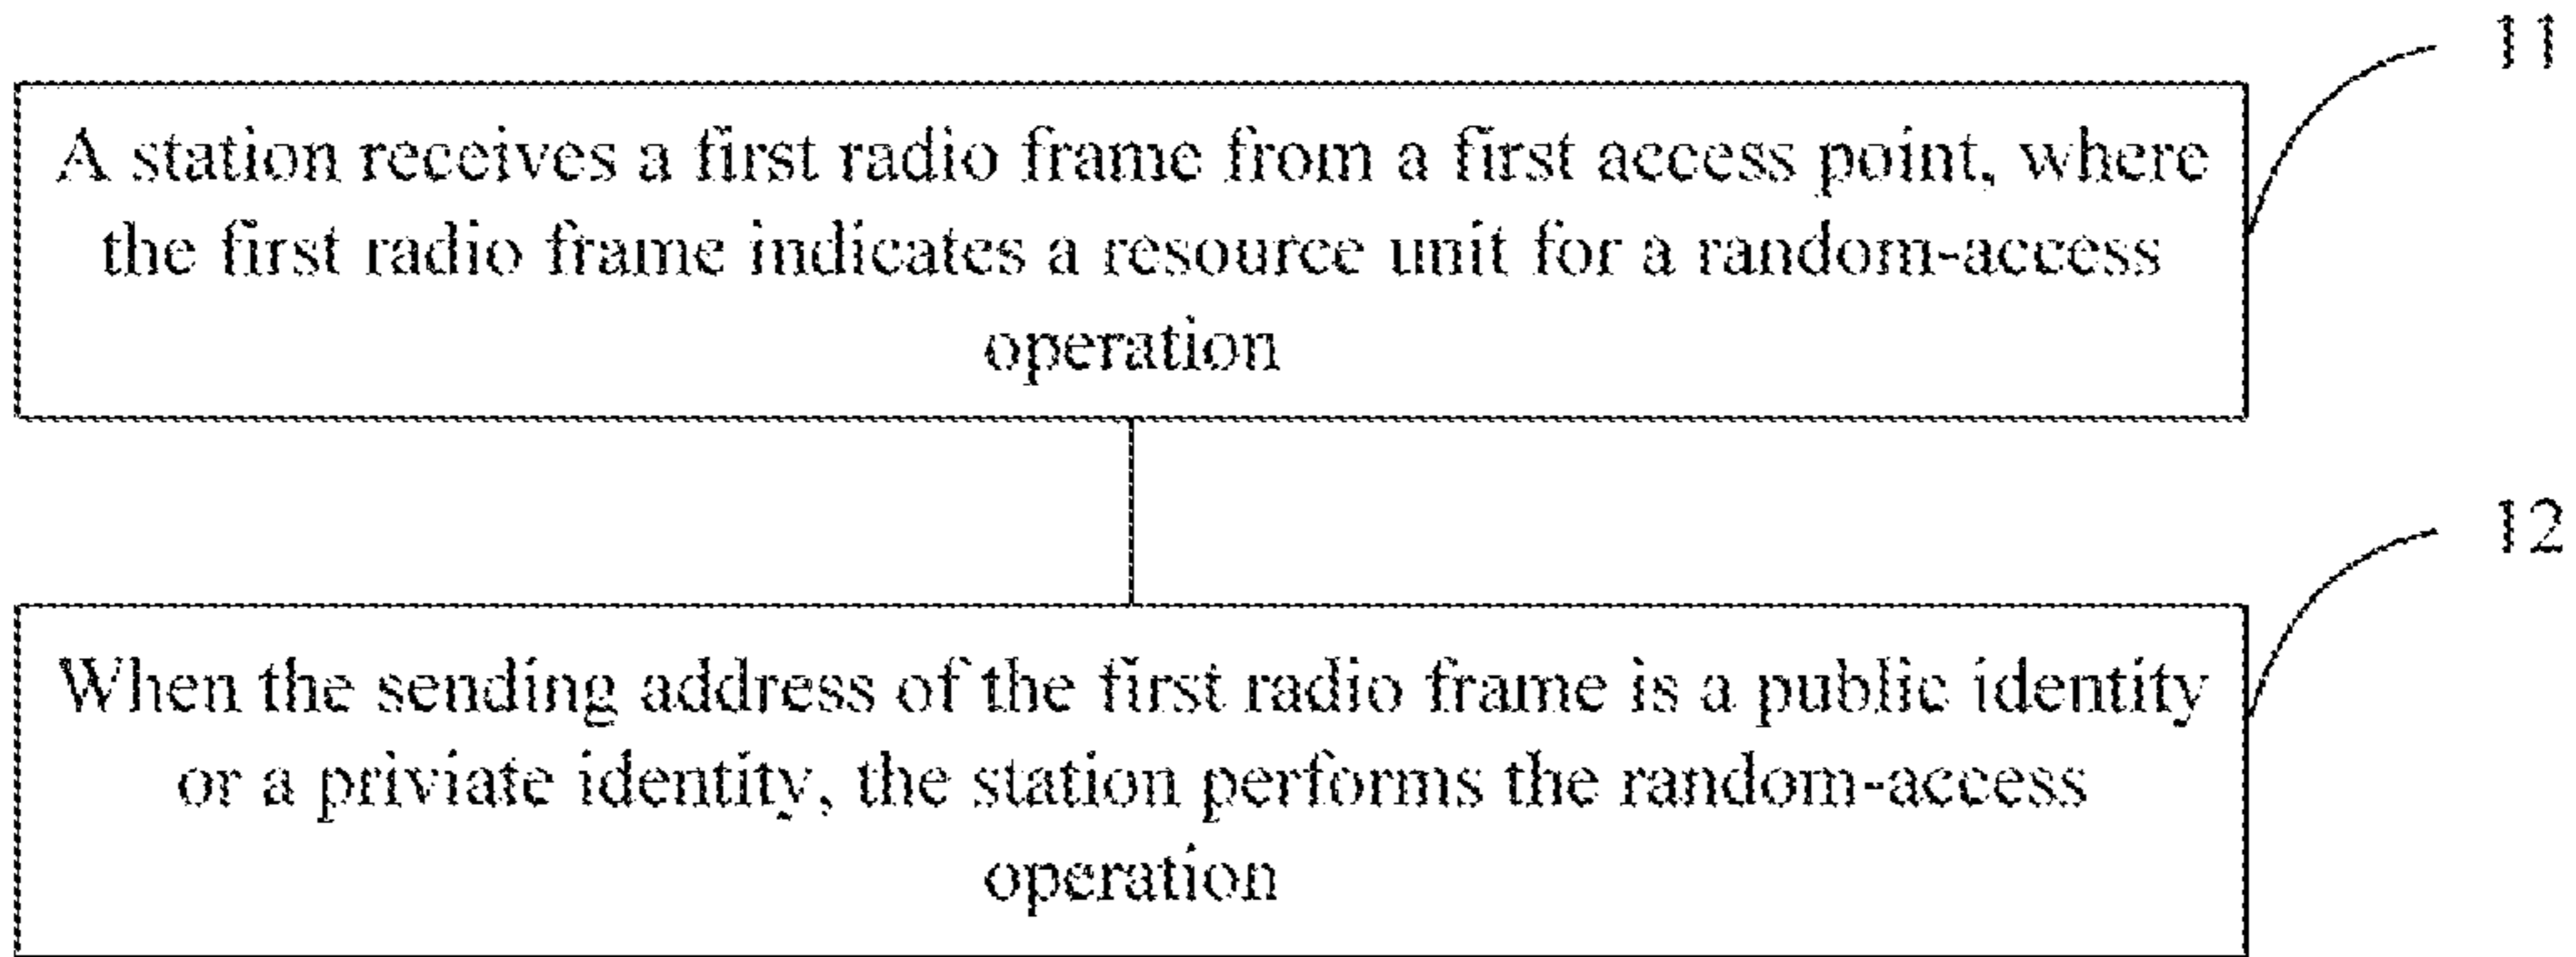 11
A station receives a first radio frame from a first access point, where
the first radio frame indicates a resource unit for a random-access
operation
12
When the sending address of the first radio frame is a public identity
or a priviate identity, the station performs the random-access
operation